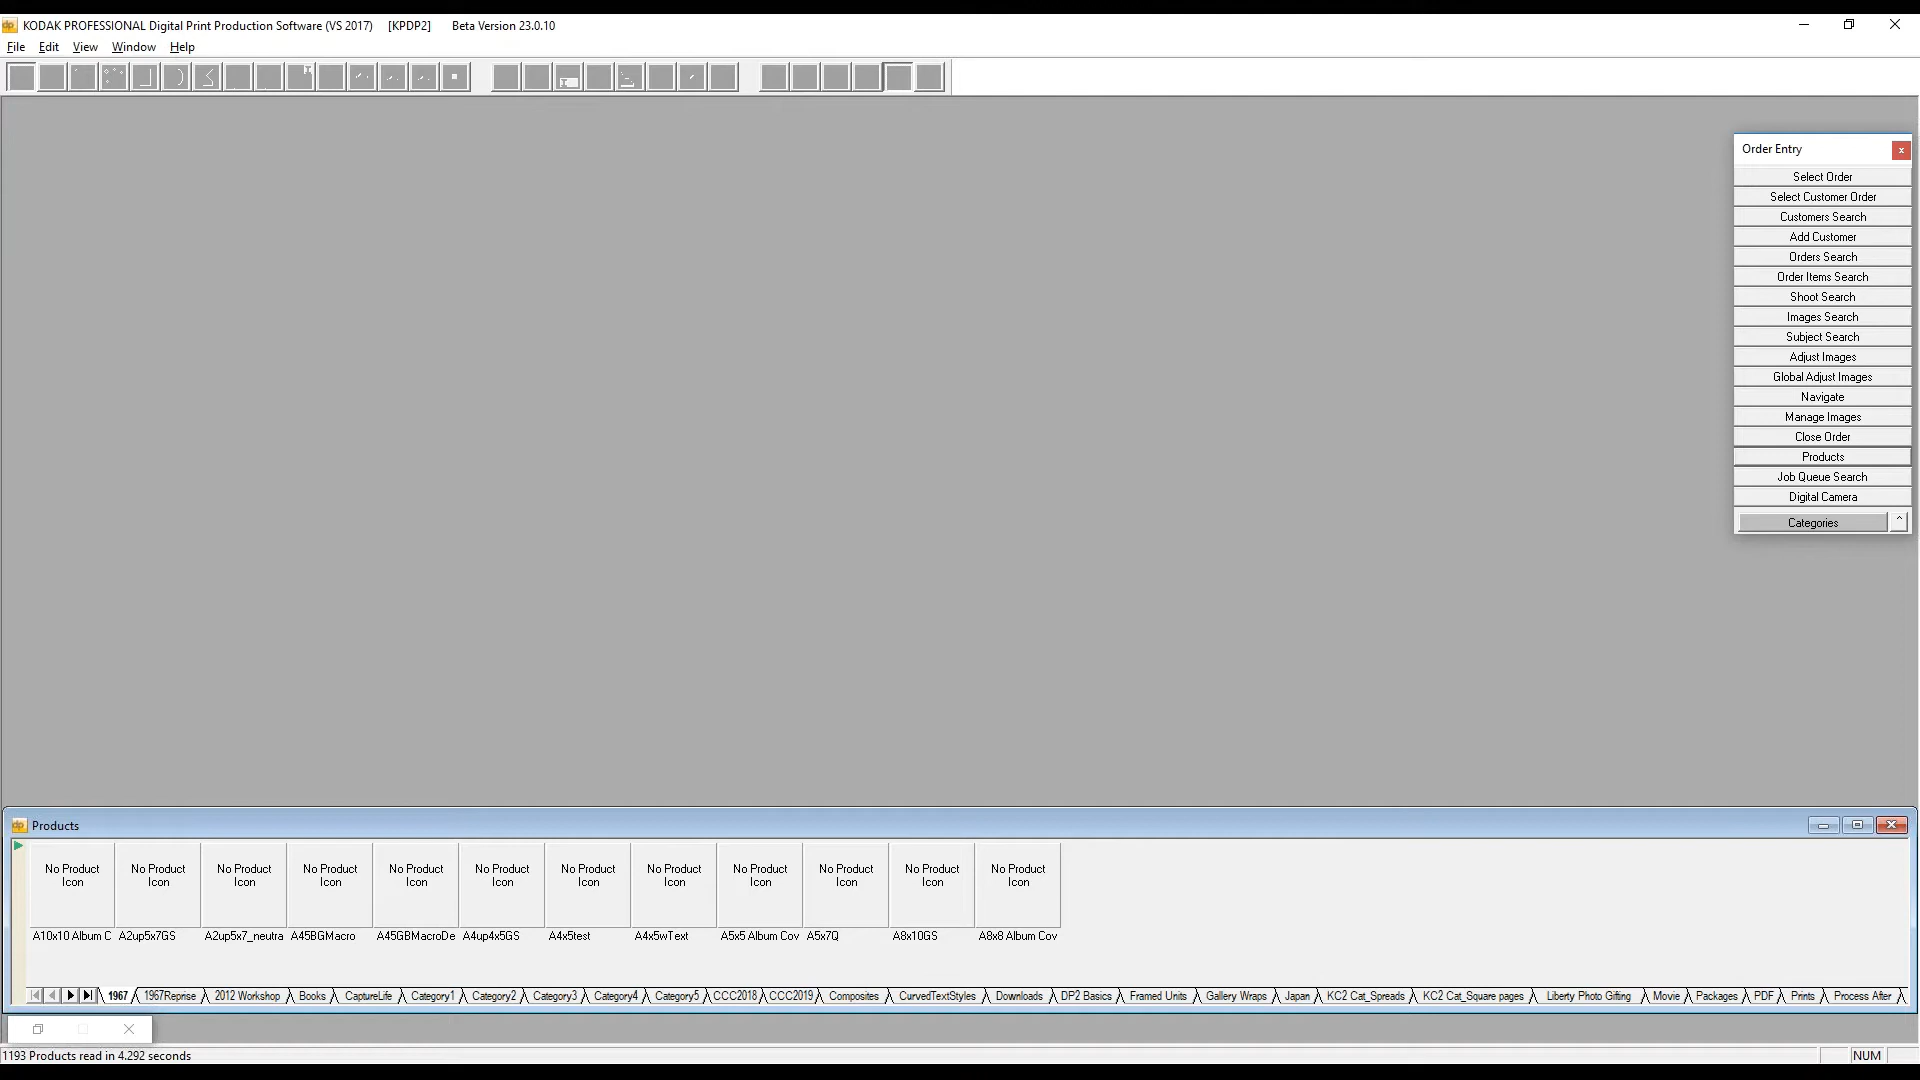 KODAK PROFESSIONAL Digital Print Production Software (VS 2017) [KPDP2] Beta Version 23.0.10
File Edit View Window Help
Order Entry
Select Order
Select Customer Order
Customers Search
Add Customer
Orders Search
Order Items Search
Shoot Search
Images Search
Subject Search
Adjust Images
Global Adjust Images
Navigate
Manage Images
Close Order
Products
Job Queue Search
Digital Camera
Categories
Products
No Product Icon
No Product Icon
No Product Icon
No Product Icon
No Product Icon
No Product Icon
No Product Icon
No Product Icon
No Product Icon
No Product Icon
No Product Icon
No Product Icon
A10x10 Album C A2up5x7GS A2up5x7_neutra A45BGMacro A45GBMacroDe A4up4x5GS A4x5test A4x5wText A5x5 Album Cov A5x7Q A8x10GS A8x8 Album Cov
1967 1967Reprise 2012 Workshop Books CaptureLife Category1 Category2 Category3 Category4 Category5 CCC2018 CCC2019 Composites CurvedTextStyles Downloads DP2 Basics Framed Units Gallery Wraps Japan KC2 Cat_Spreads KC2 Cat_Square pages Liberty Photo Gifting Movie Packages PDF Prints Process After
1193 Products read in 4.292 seconds
NUM